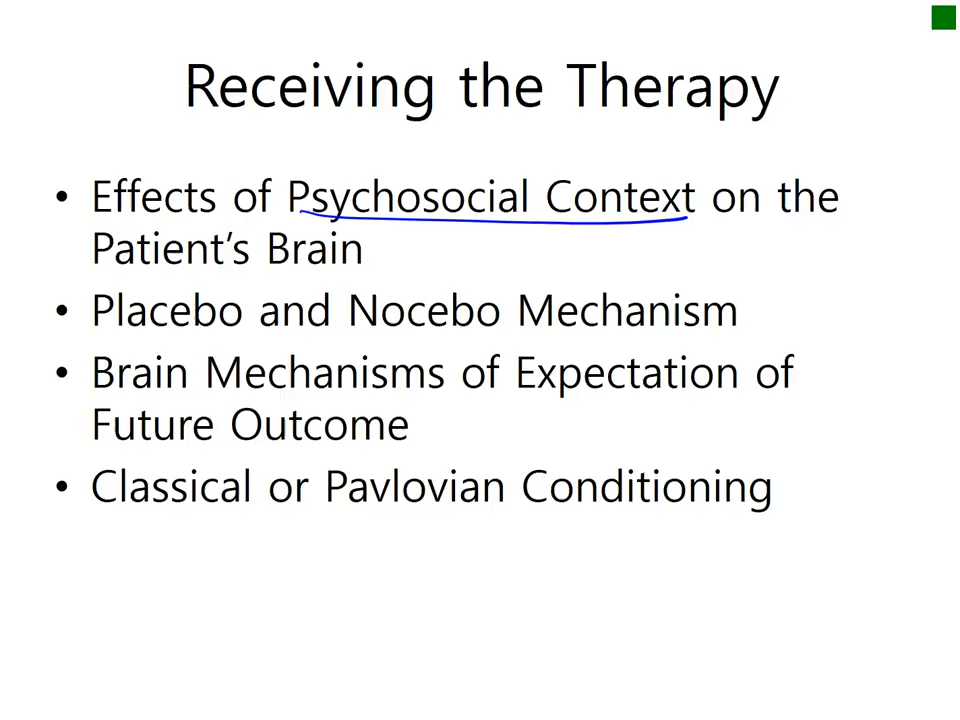 Receiving the Therapy
• Effects of Psychosocial Context on the
Patient's Brain
• Placebo and Nocebo Mechanism
• Brain Mechanisms of Expectation of
Future Outcome
• Classical or Pavlovian Conditioning